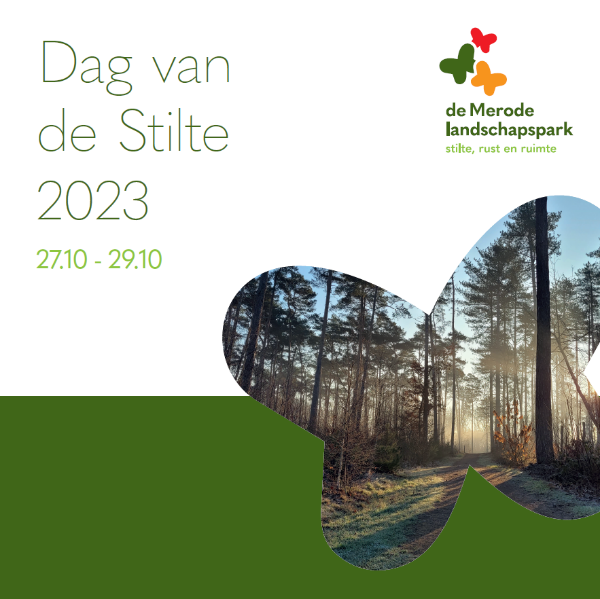 Dag van
de Stilte
2023
27.10 - 29.10
de Merode
landschapspark
stilte, rust en ruimte